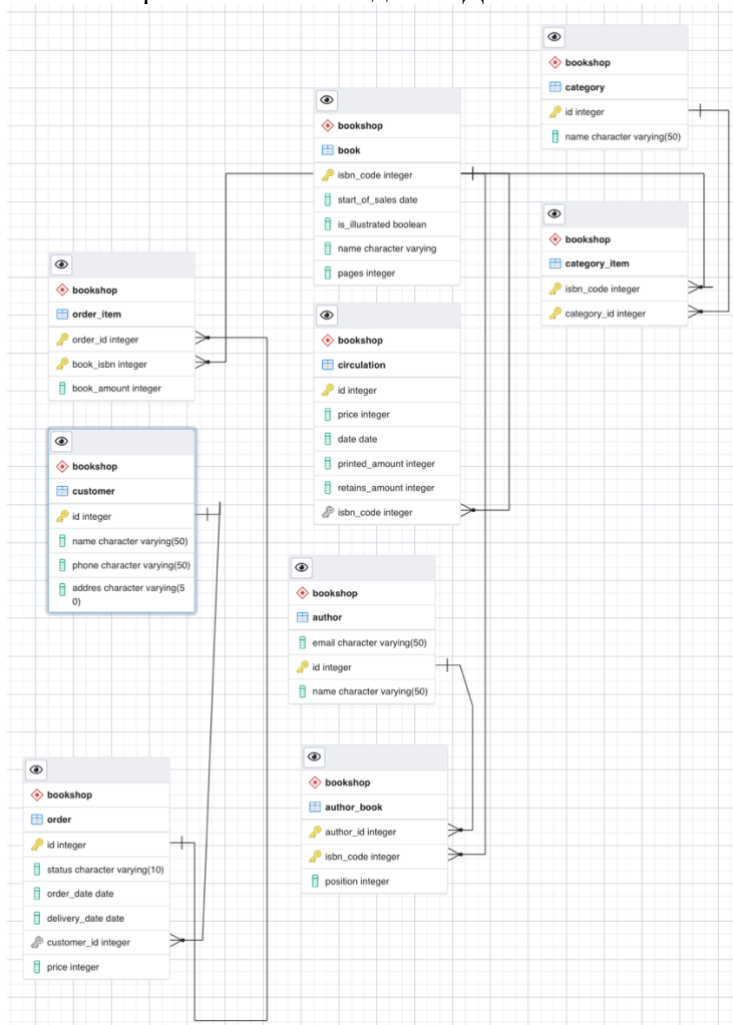 bookshop
category
id integer
name character varying(50)
bookshop
book
isbn_code integer
start_of_sales date
is_illustrated boolean
name character varying
pages integer
bookshop
category_item
isbn_code integer
category_id integer
bookshop
order_item
order_id integer
book_isbn integer
book_amount integer
bookshop
circulation
id integer
price integer
date date
printed_amount integer
retains_amount integer
isbn_code integer
bookshop
customer
id integer
name character varying(50)
phone character varying(50)
addres character varying(5
0)
bookshop
author
email character varying(50)
id integer
name character varying(50)
bookshop
author_book
author_id integer
isbn_code integer
position integer
bookshop
order
id integer
status character varying(10)
order_date date
delivery_date date
customer_id integer
price integer